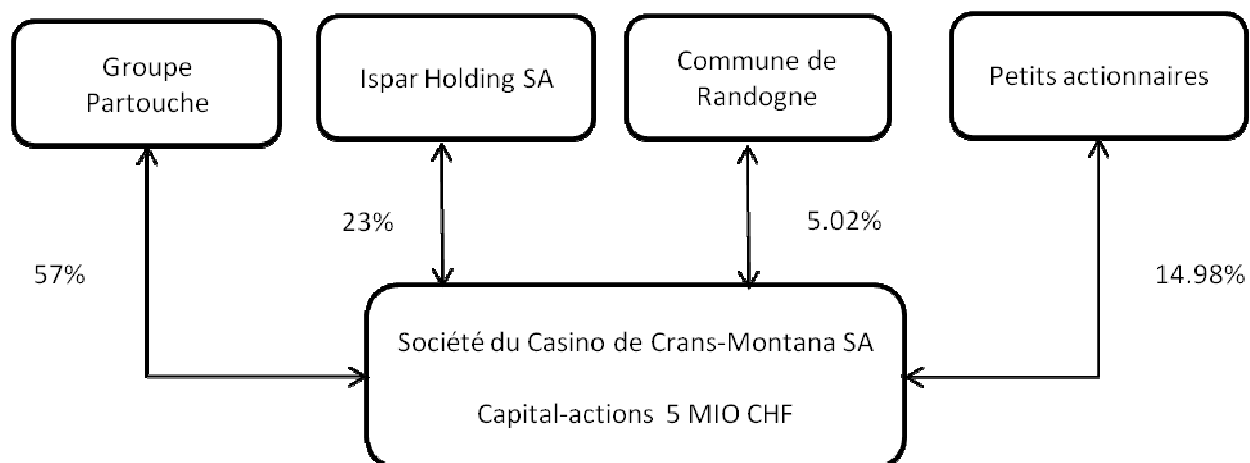 Groupe
Partouche
Ispar Holding SA
Commune de
Randogne
Petits actionnaires
57%
23%
5.02%
14.98%
Société du Casino de Crans-Montana SA
Capital-actions 5 MIO CHF